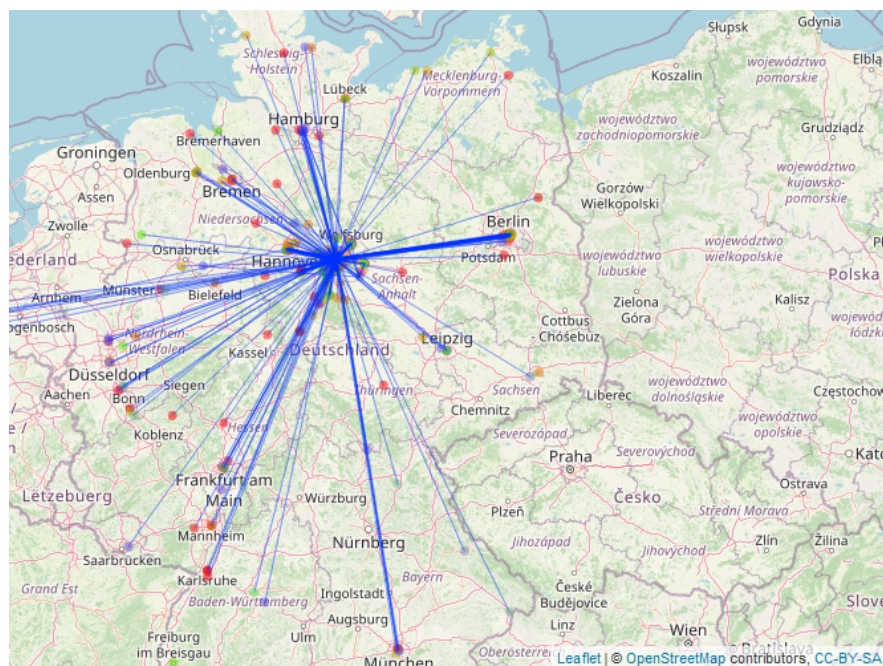 Słupsk
Gdynia
Schleswig-
Holstein
Koszalin
województwo
pomorskie
Elbląg
Mecklenburg-
Vorpommern
Lübeck
Hamburg
województwo
zachodniopomorskie
Grudziądz
Bremerhaven
Groningen
Oldenburg
Bremen
województwo
kujawsko-
pomorskie
Assen
Gorzów
Wielkopolski
Zwolle
Niedersachsen
Wolfsburg
Berlin
Potsdam
województwo
wielkopolskie
Osnabrück
Hannover
województwo
lubuskie
ederland
Polska
Sachsen-
Anhalt
Arnhem
Münster
Bielefeld
Zielona
Góra
Kalisz
ogenbosch
Cottbus
- Chóśebuz
Nordrhein-
Westfalen
Leipzig
Kassel
Deutschland
Düsseldorf
Siegen
Thüringen
Sachsen
województwo
dolnośląskie
Aachen
Bonn
Liberec
Częstochowa
Chemnitz
Koblenz
Hessen
województwo
opolskie
Severozápad
Severovýchod
Praha
Frankfurt am
Main
Lëtzebuerg
Würzburg
Česko
Ostrava
Plzeň
Střední Morava
Mannheim
Nürnberg
Jihozápad
Jihovýchod
Zlín
Žilina
Saarbrücken
Karlsruhe
Bayern
České
Budějovice
Grand Est
Baden-Württemberg
Ingolstadt
Slove
Augsburg
Ulm
Linz
Freiburg
im Breisgau
Wien
Bratislava
Oberösterreich
München
Leaflet | © OpenStreetMap contributors, CC-BY-SA